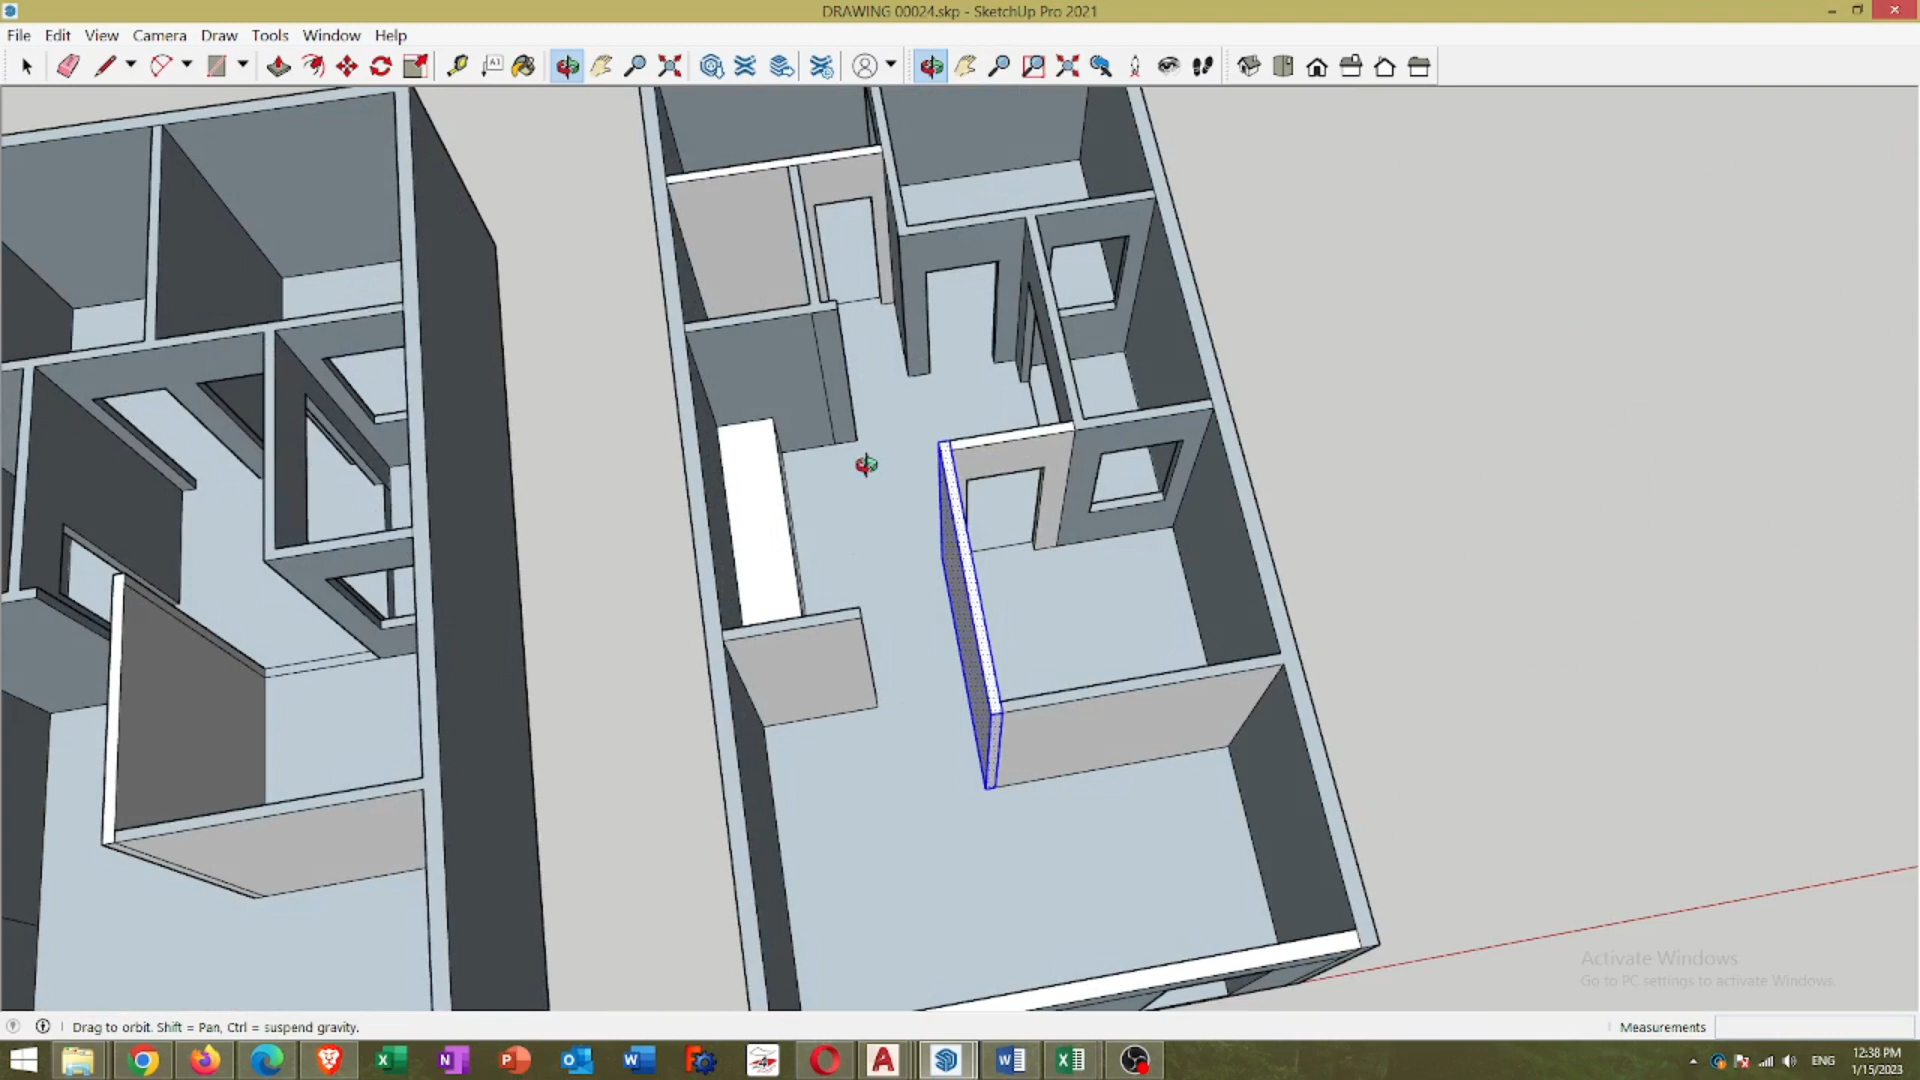 DRAWING 00024.skp - SketchUp Pro 2021
File Edit View Camera Draw Tools Window Help
A1
Activate Windows
Go to PC settings to activate Windows.
Drag to orbit. Shift = Pan, Ctrl = suspend gravity.
Measurements
ENG
12:38 PM
1/15/2023